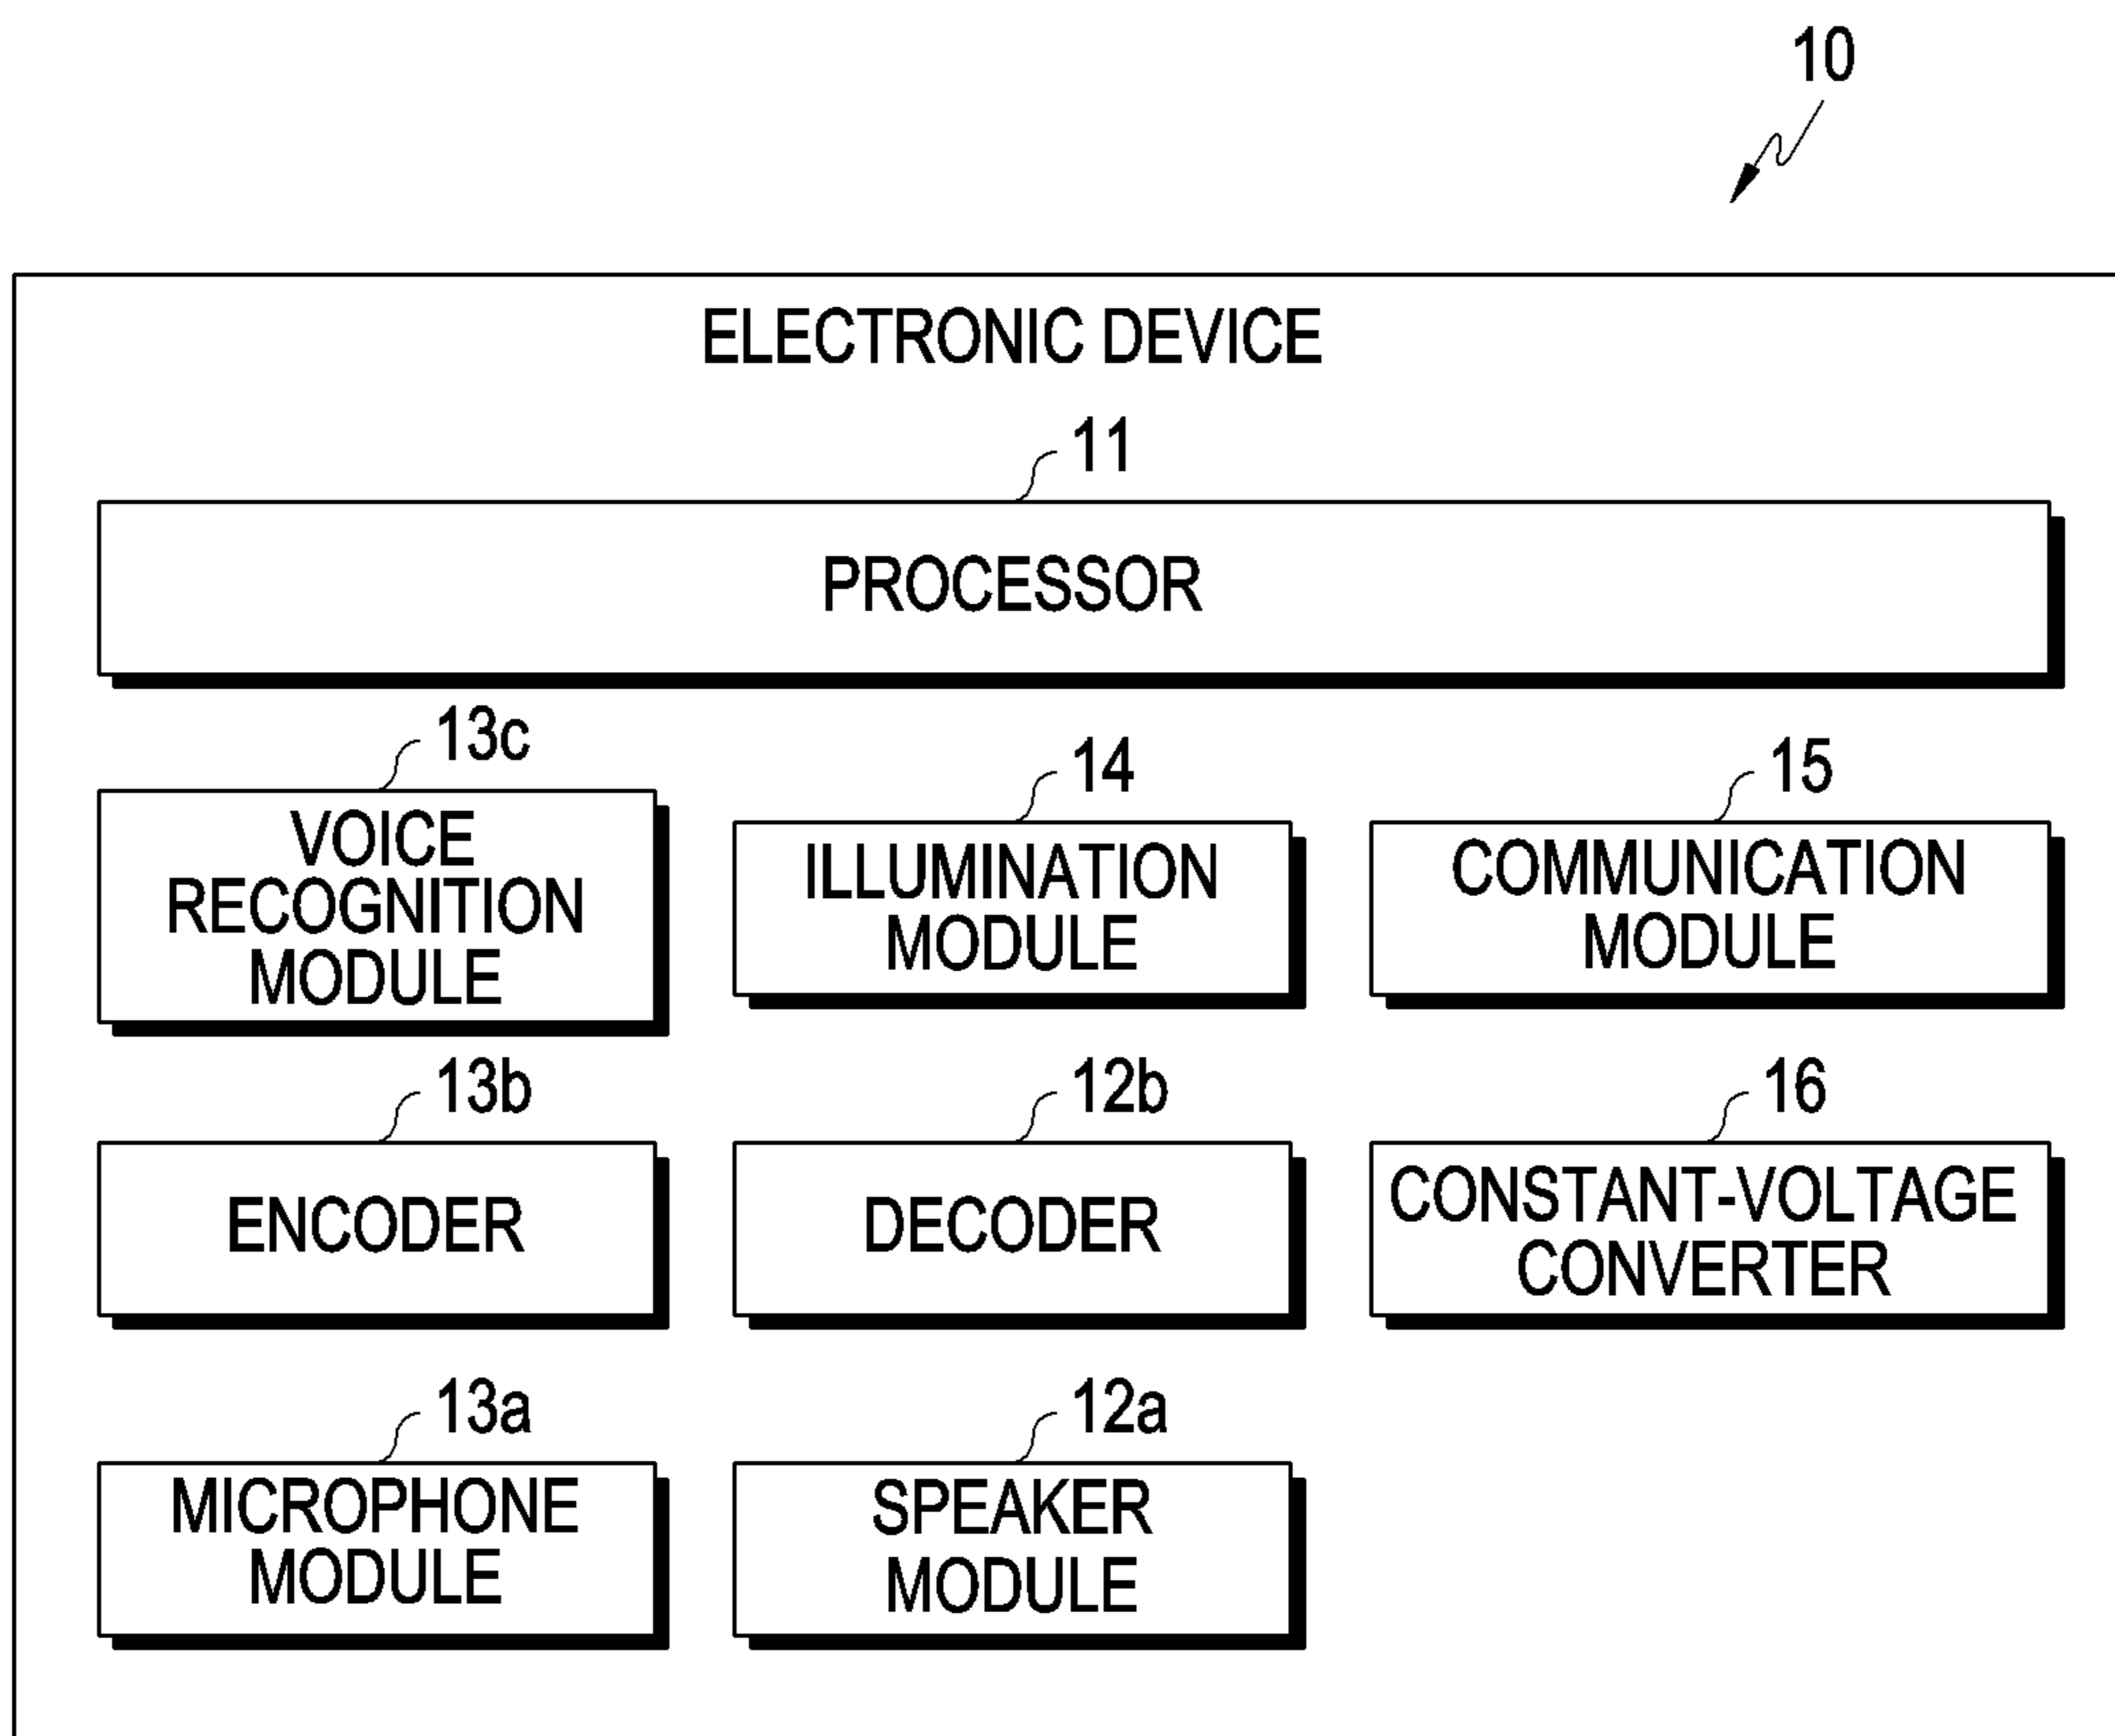 10
ELECTRONIC DEVICE
11
PROCESSOR
13c
VOICE
RECOGNITION
MODULE
14
ILLUMINATION
MODULE
15
COMMUNICATION
MODULE
13b
ENCODER
12b
DECODER
16
CONSTANT-VOLTAGE
CONVERTER
13a
MICROPHONE
MODULE
12a
SPEAKER
MODULE